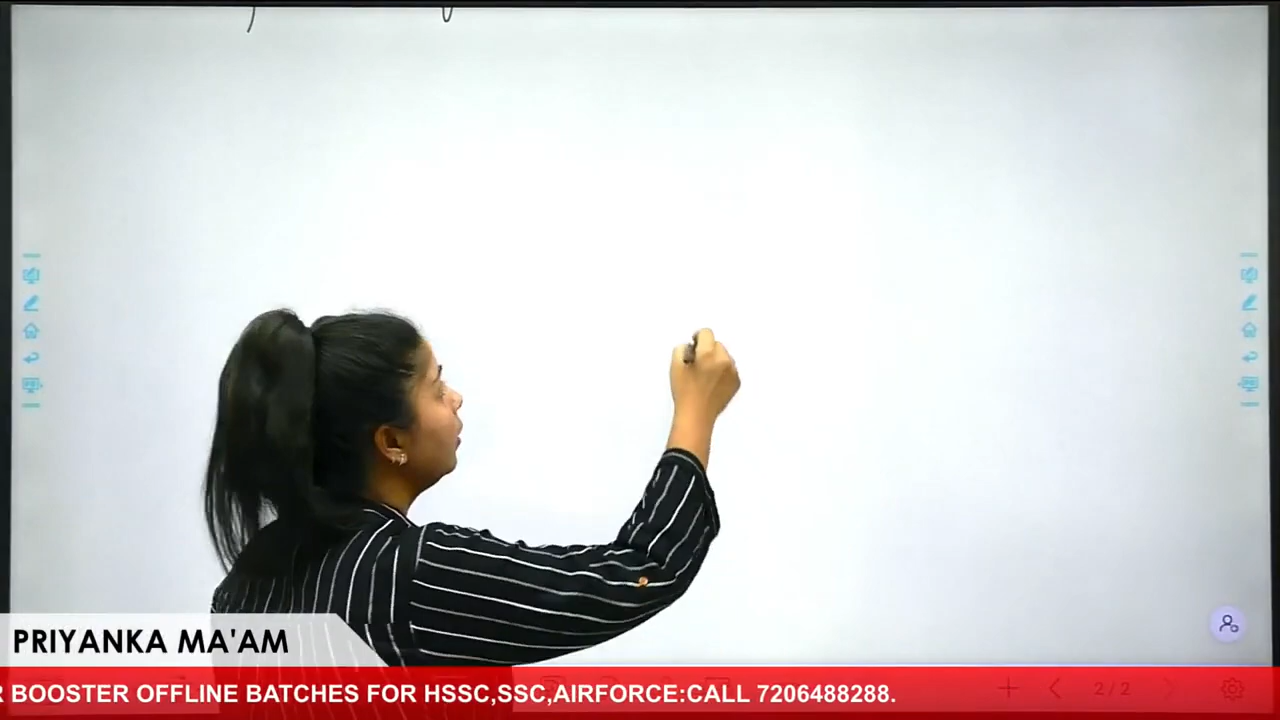 PRIYANKA MA'AM
R BOOSTER OFFLINE BATCHES FOR HSSC,SSC,AIRFORCE:CALL 7206488288.
2/2